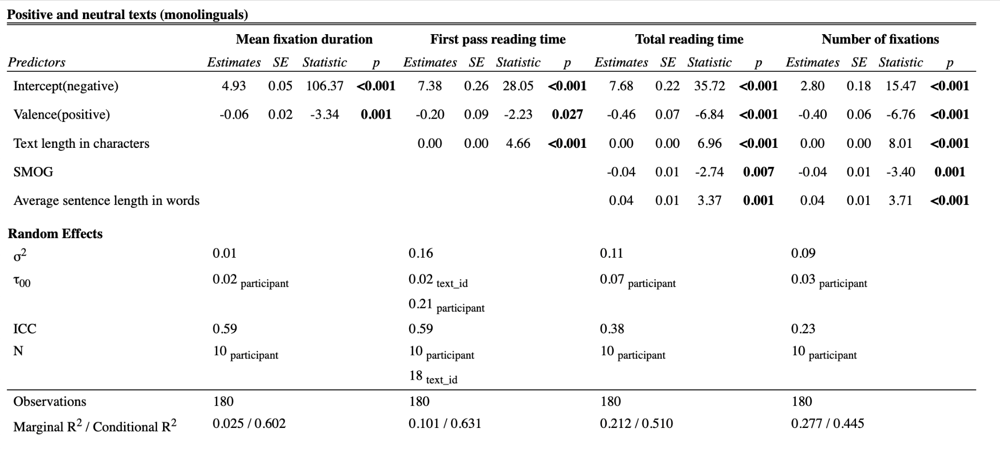 Positive and neutral texts (monolinguals)
Mean fixation duration First pass reading time Total reading time Number of fixations
Predictors Estimates SE Statistic p Estimates SE Statistic p Estimates SE Statistic p Estimates SE Statistic p
Intercept(negative) 4.93 0.05 106.37 <0.001 7.38 0.26 28.05 <0.001 7.68 0.22 35.72 <0.001 2.80 0.18 15.47 <0.001
Valence(positive) -0.06 0.02 -3.34 0.001 -0.20 0.09 -2.23 0.027 -0.46 0.07 -6.84 <0.001 -0.40 0.06 -6.76 <0.001
Text length in characters 0.00 0.00 4.66 <0.001 0.00 0.00 6.96 <0.001 0.00 0.00 8.01 <0.001
SMOG -0.04 0.01 -2.74 0.007 -0.04 0.01 -3.40 0.001
Average sentence length in words 0.04 0.01 3.37 0.001 0.04 0.01 3.71 <0.001
Random Effects
σ2 0.01 0.16 0.11 0.09
τ00 0.02 participant 0.02 text_id 0.07 participant 0.03 participant
0.21 participant
ICC 0.59 0.59 0.38 0.23
N 10 participant 10 participant 10 participant 10 participant
18 text_id
Observations 180 180 180 180
Marginal R2 / Conditional R2 0.025 / 0.602 0.101 / 0.631 0.212 / 0.510 0.277 / 0.445